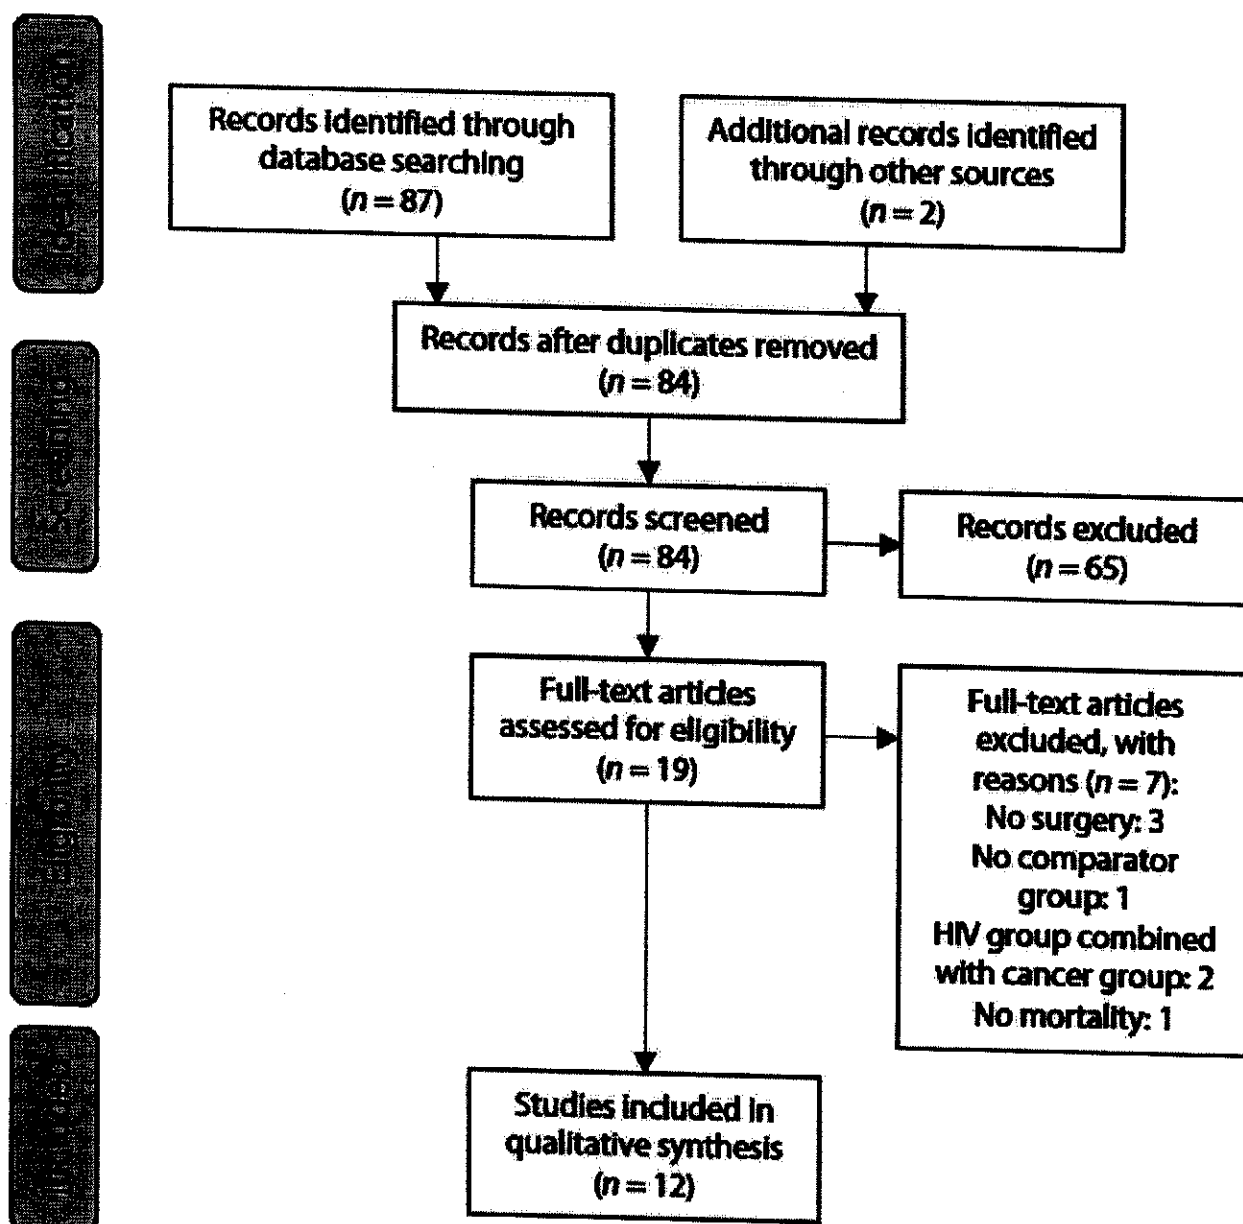 Identification
Records identified through
database searching
(n = 87)
Additional records identified
through other sources
(n = 2)
Records after duplicates removed
(n = 84)
Screening
Records screened
(n = 84)
Records excluded
(n = 65)
Eligibility
Full-text articles
assessed for eligibility
(n = 19)
Full-text articles
excluded, with
reasons (n = 7):
No surgery: 3
No comparator
group: 1
HIV group combined
with cancer group: 2
No mortality: 1
Studies included in
qualitative synthesis
(n = 12)